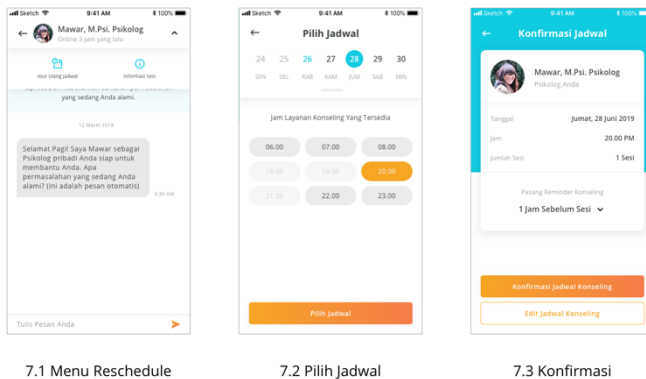 Sketch 9:41 AM 100%
Mawar, M.Psi. Psikolog
Online 3 jam yang lalu
Atur Ulang Jadwal
Informasi Sesi
yang sedang Anda alami.
12 Maret 2018
Selamat Pagi! Saya Mawar sebagai
Psikolog pribadi Anda siap untuk
membantu Anda. Apa
permasalahan yang sedang Anda
alami? (Ini adalah pesan otomatis)
9.30 AM
Tulis Pesan Anda
7.1 Menu Reschedule
Sketch 9:41 AM 100%
Pilih Jadwal
24 25 26 27 28 29 30
SEN SEL RAB KAM JUM SAB MIN
Jam Layanan Konseling Yang Tersedia
06.00 07.00 08.00
18.00 19.00 20.00
21.00 22.00 23.00
Pilih Jadwal
7.2 Pilih Jadwal
Sketch 9:41 AM 100%
Konfirmasi Jadwal
Mawar, M.Psi. Psikolog
Psikolog Anda
Tanggal Jumat, 28 Juni 2019
Jam 20.00 PM
Jumlah Sesi 1 Sesi
Pasang Reminder Konseling
1 Jam Sebelum Sesi
Konfirmasi Jadwal Konseling
Edit Jadwal Konseling
7.3 Konfirmasi